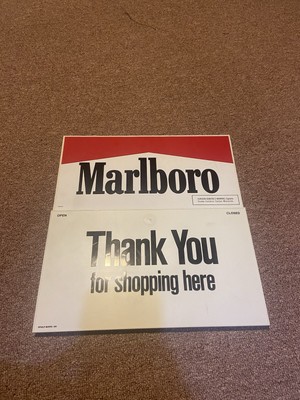 Marlboro
OPEN
CLOSED
Thank You
for shopping here